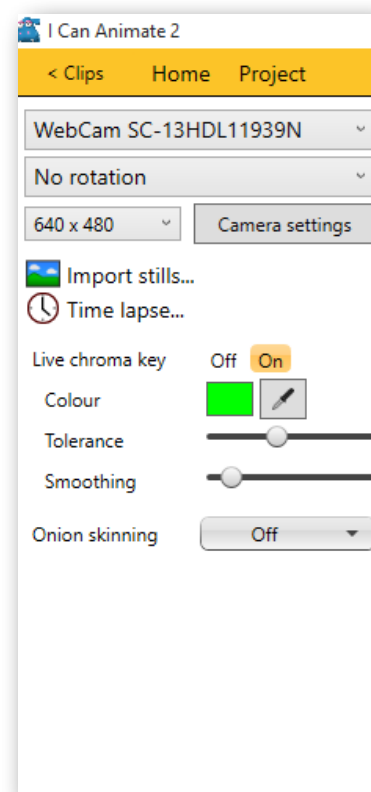 I Can Animate 2
< Clips Home Project
WebCam SC-13HDL11939N
No rotation
640 x 480 Camera settings
Import stills...
Time lapse...
Live chroma key Off On
Colour
Tolerance
Smoothing
Onion skinning Off